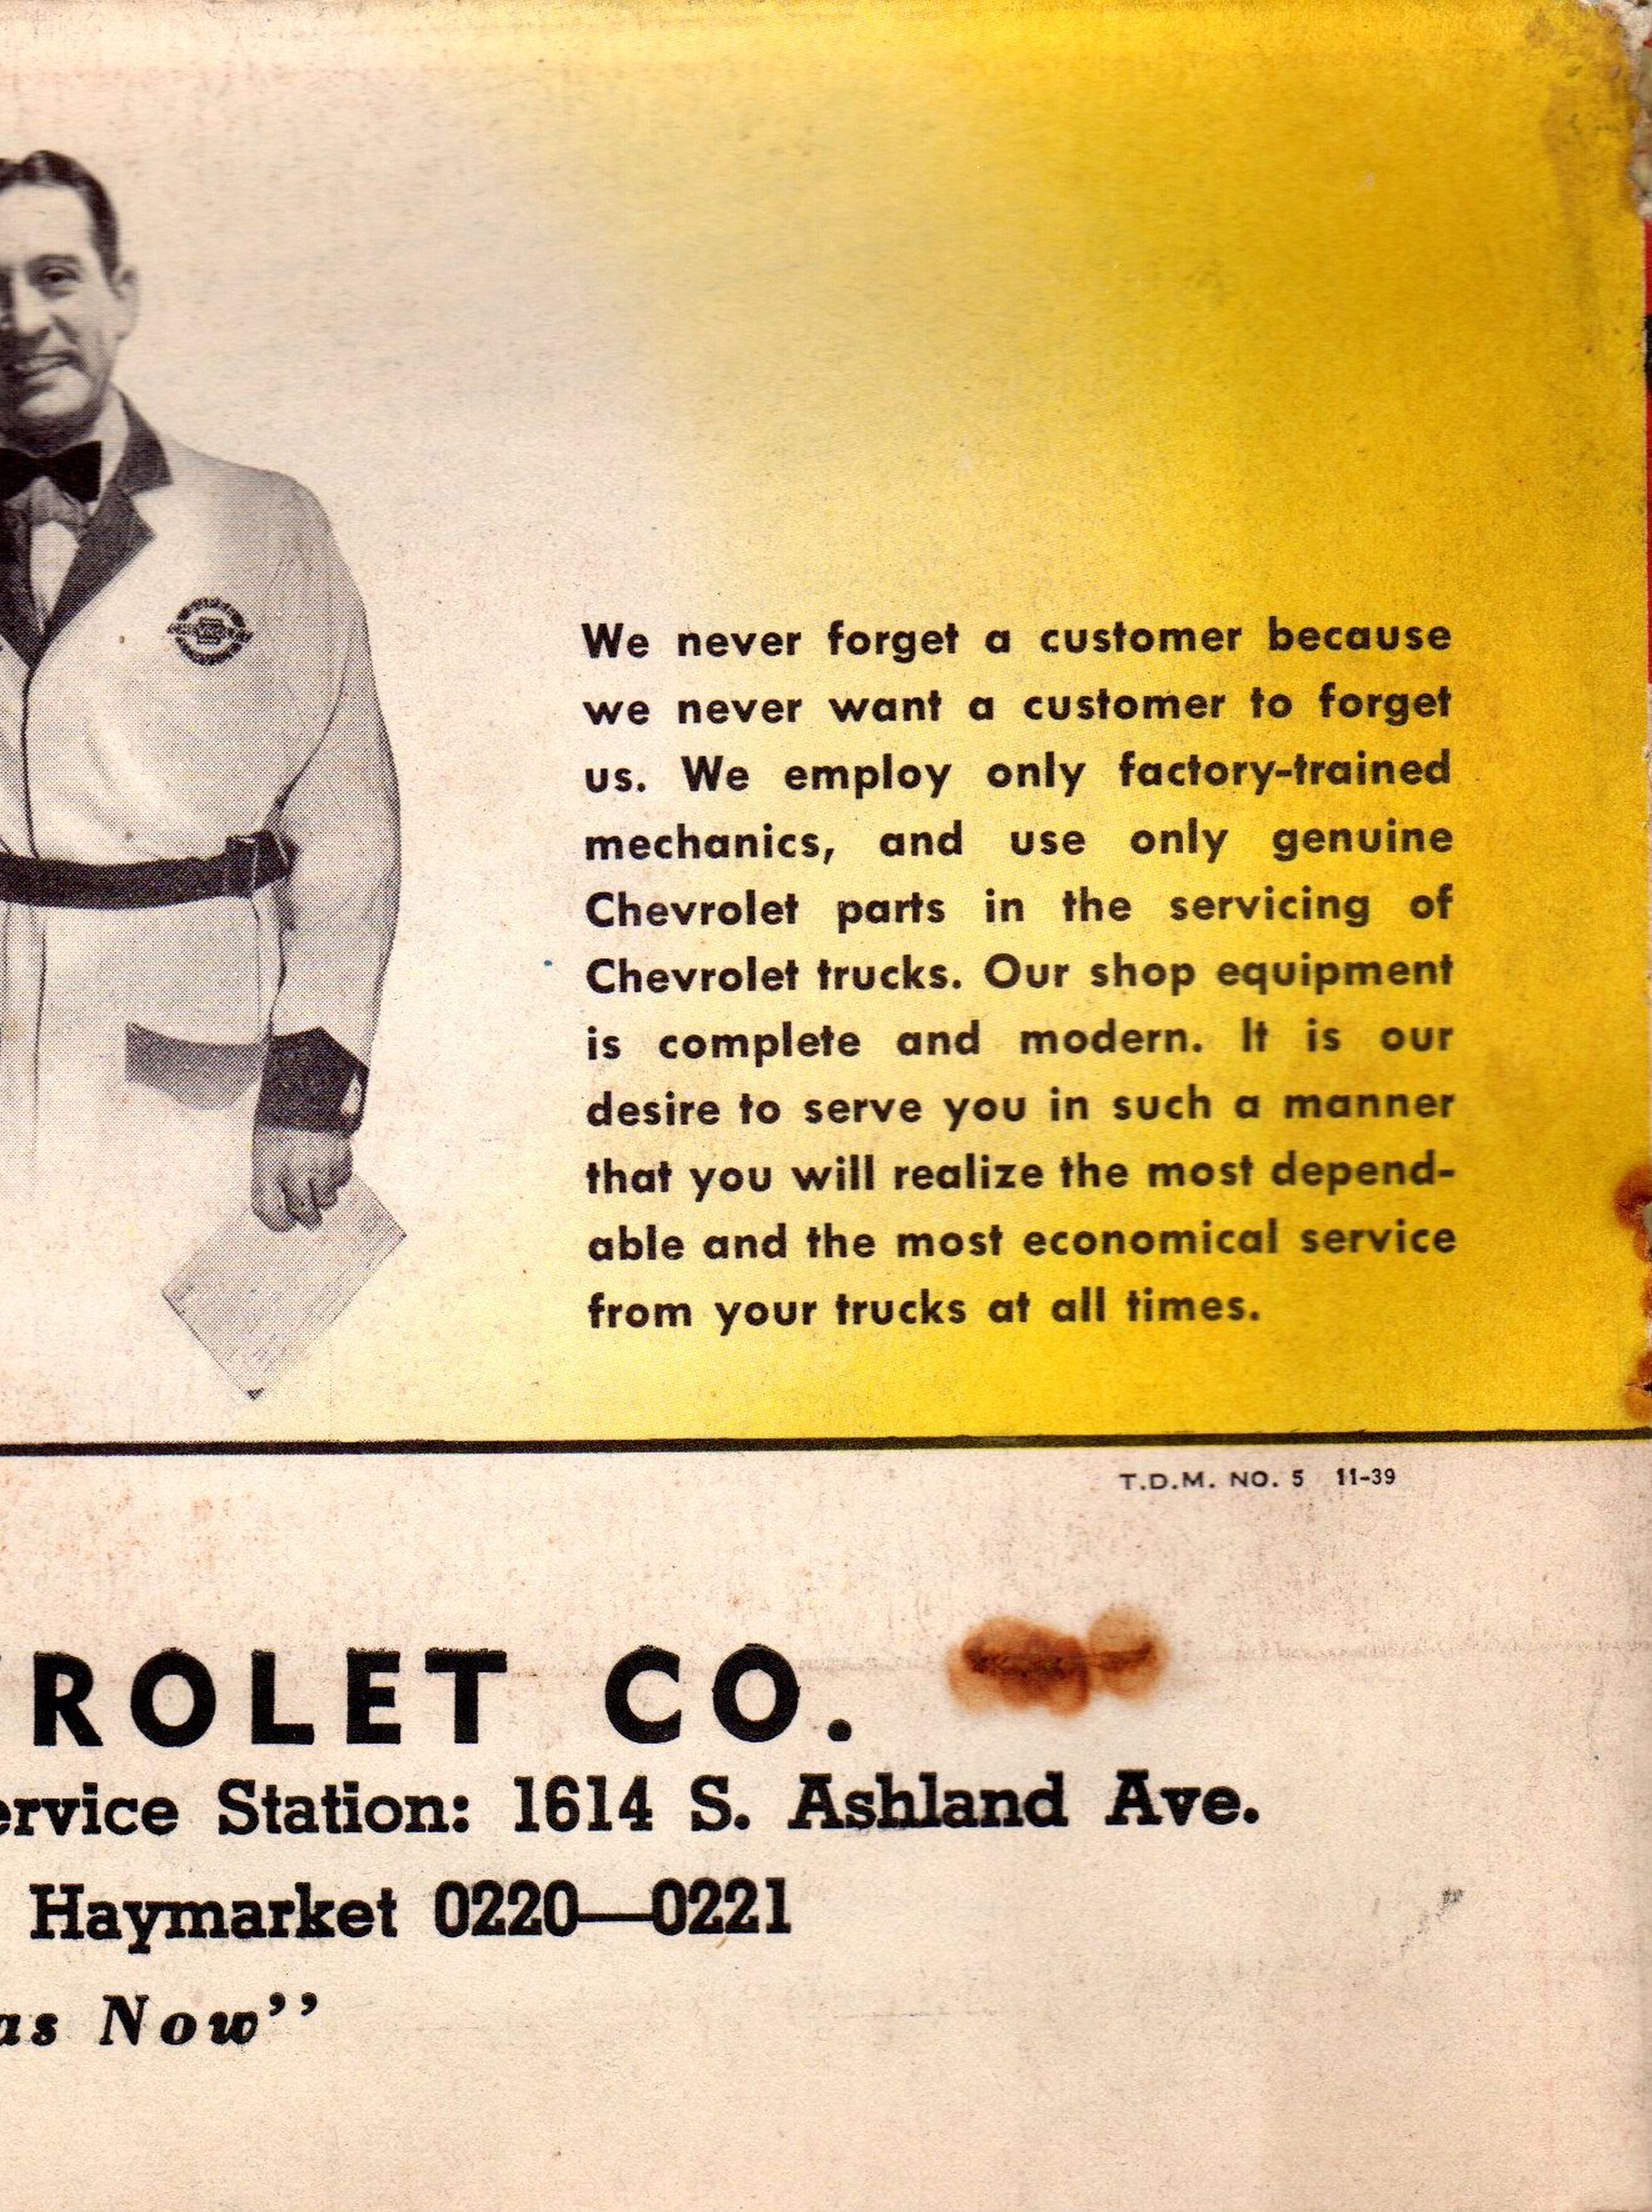 We never forget a customer because
we never want a customer to forget
us. We employ only factory-trained
mechanics, and use only genuine
Chevrolet parts in the servicing of
Chevrolet trucks. Our shop equipment
is complete and modern. It is our
desire to serve you in such a manner
that you will realize the most depend-
able and the most economical service
from your trucks at all times.
T.D.M. NO. 5 11-39
ROLET CO.
ervice Station: 1614 S. Ashland Ave.
Haymarket 0220—0221
as Now”